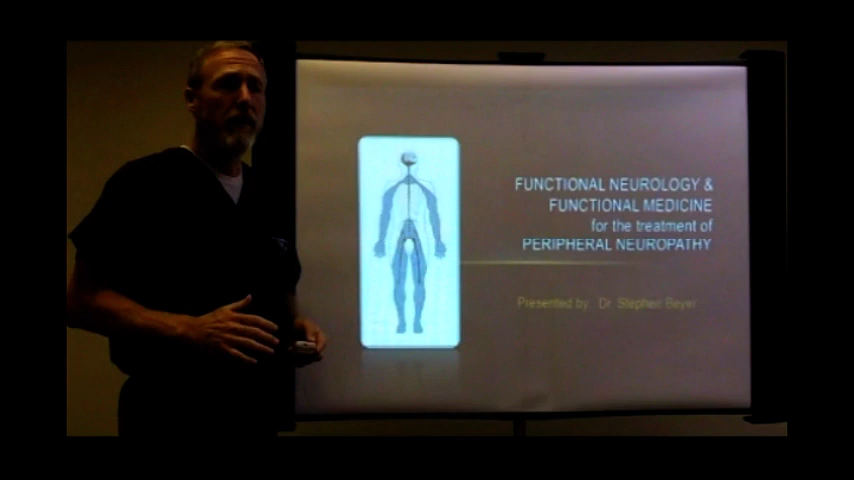 FUNCTIONAL NEUROLOGY &
FUNCTIONAL MEDICINE
for the treatment of
PERIPHERAL NEUROPATHY
Presented by: Dr Stephen Beyer